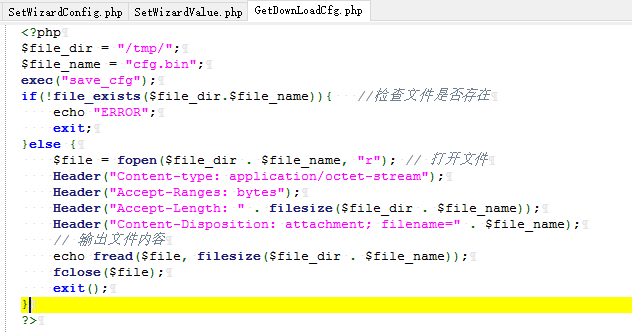 SetWizardConfig.php SetWizardValue.php GetDownLoadCfg.php
<?php
$file_dir = "/tmp/";
$file_name = "cfg.bin";
exec("save_cfg");
if(!file_exists($file_dir.$file_name)){ //检查文件是否存在
echo "ERROR";
exit;
}else {
$file = fopen($file_dir . $file_name, "r"); // 打开文件
Header("Content-type: application/octet-stream");
Header("Accept-Ranges: bytes");
Header("Accept-Length: " . filesize($file_dir . $file_name));
Header("Content-Disposition: attachment; filename=" . $file_name);
// 输出文件内容
echo fread($file, filesize($file_dir . $file_name));
fclose($file);
exit();
}
?>